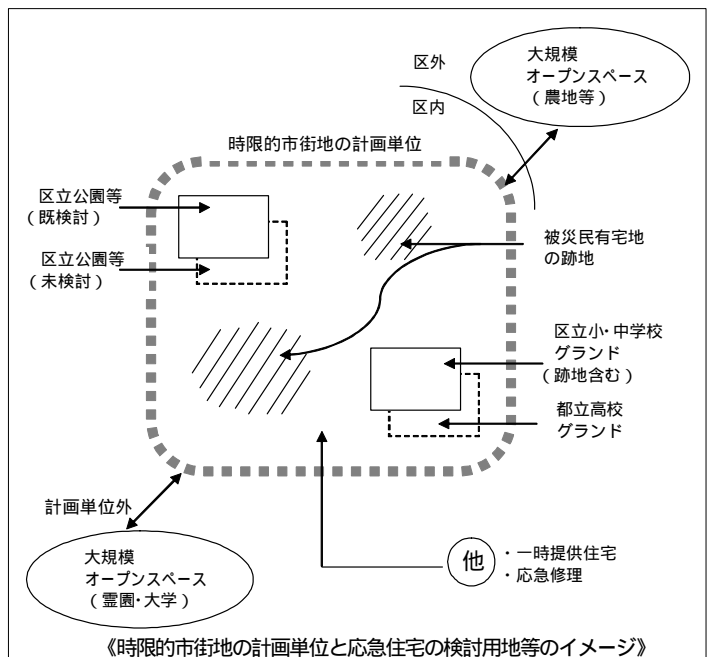 区外
大規模
オープンスペース
(農地等)
区内
時限的市街地の計画単位
区立公園等
(既検討)
区立公園等
(未検討)
被災民有宅地
の跡地
区立小・中学校
グランド
(跡地含む)
都立高校
グランド
計画単位外
大規模
オープンスペース
(霊園・大学)
他
・一時提供住宅
・応急修理
《時限的市街地の計画単位と応急住宅の検討用地等のイメージ》